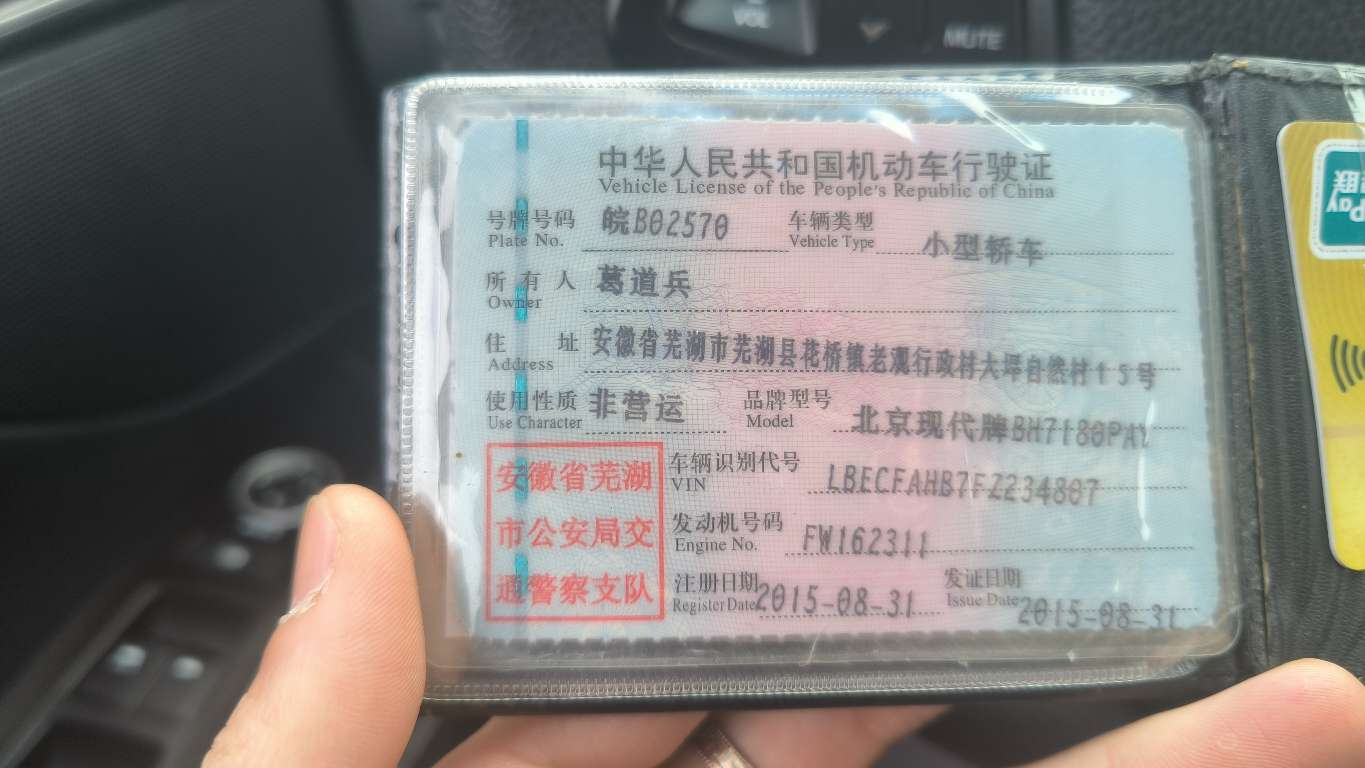 VOL
MUTE
中华人民共和国机动车行驶证
Vehicle License of the People's Republic of China
号牌号码 皖B02570 车辆类型 小型轿车
Plate No. Vehicle Type
所有人 葛道兵
Owner
住址 安徽省芜湖市芜湖县花桥镇老观行政村大坪自然村15号
Address
使用性质 非营运 品牌型号 北京现代牌BH7180PAY
Use Character Model
安徽省芜湖
市公安局交
通警察支队
车辆识别代号 LBECFAHB7FZ234807
VIN
发动机号码 FW162311
Engine No.
注册日期 2015-08-31 发证日期 2015-08-31
Register Date Issue Date
联
Pay